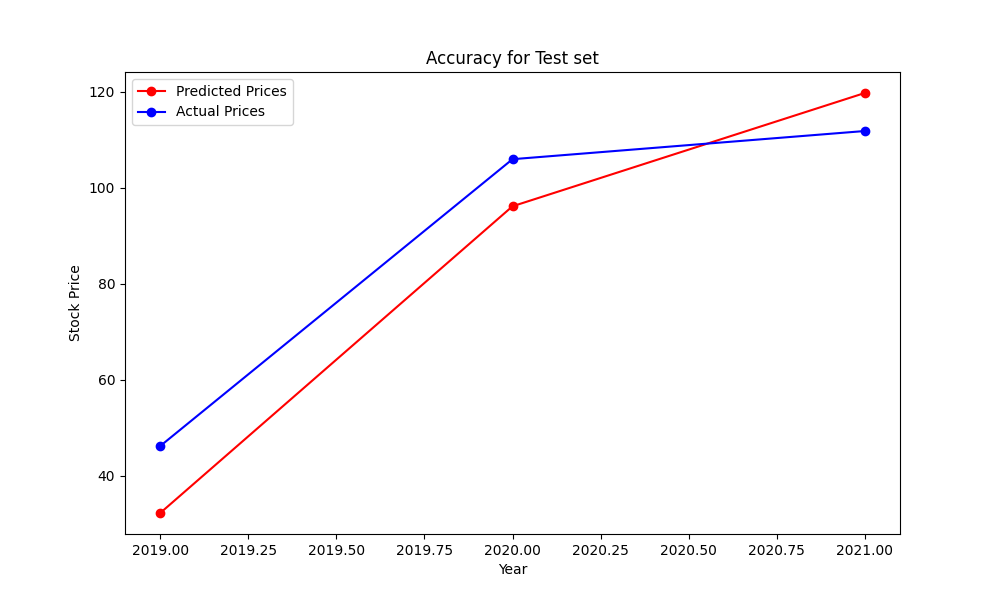 Accuracy for Test set
Predicted Prices
Actual Prices
120
100
80
60
40
Stock Price
2019.00 2019.25 2019.50 2019.75 2020.00 2020.25 2020.50 2020.75 2021.00
Year